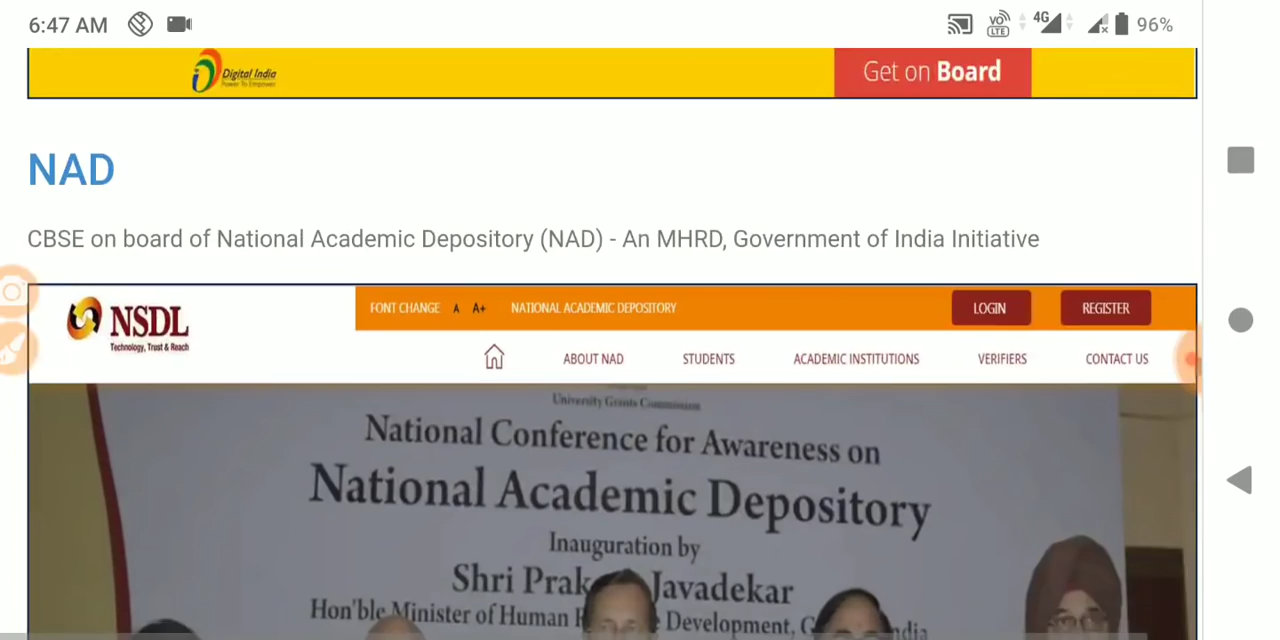 6:47 AM
VO
LTE
4G
96%
Digital India
Power To Empower
Get on Board
NAD
CBSE on board of National Academic Depository (NAD) - An MHRD, Government of India Initiative
NSDL
Technology, Trust & Reach
FONT CHANGE A A+ NATIONAL ACADEMIC DEPOSITORY
LOGIN
REGISTER
ABOUT NAD
STUDENTS
ACADEMIC INSTITUTIONS
VERIFIERS
CONTACT US
University Grants Commission
National Conference for Awareness on
National Academic Depository
Inauguration by
Shri Prak Javadekar
Hon'ble Minister of Human Development,